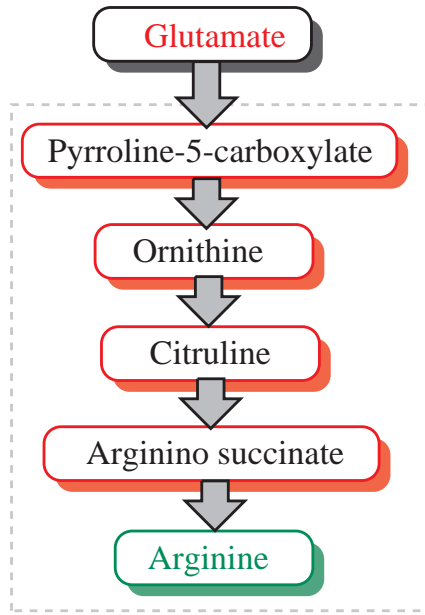 Glutamate
Pyrroline-5-carboxylate
Ornithine
Citruline
Arginino succinate
Arginine